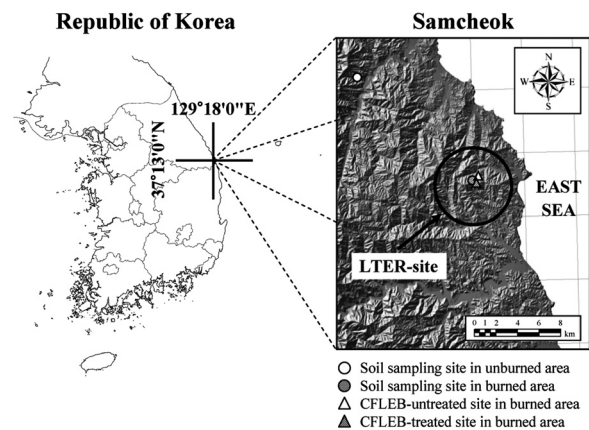 Republic of Korea
Samcheok
129°18'0"E
37°13'0"N
N
W E
S
EAST
SEA
LTER-site
0 1 2 4 6 8
km
Soil sampling site in unburned area
Soil sampling site in burned area
CFLEB-untreated site in burned area
CFLEB-treated site in burned area